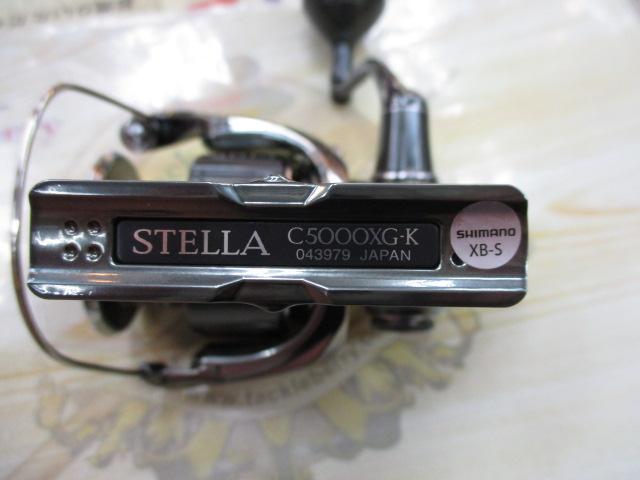 STELLA
C5000XG-K
043979 JAPAN
SHIMANO
XB-S